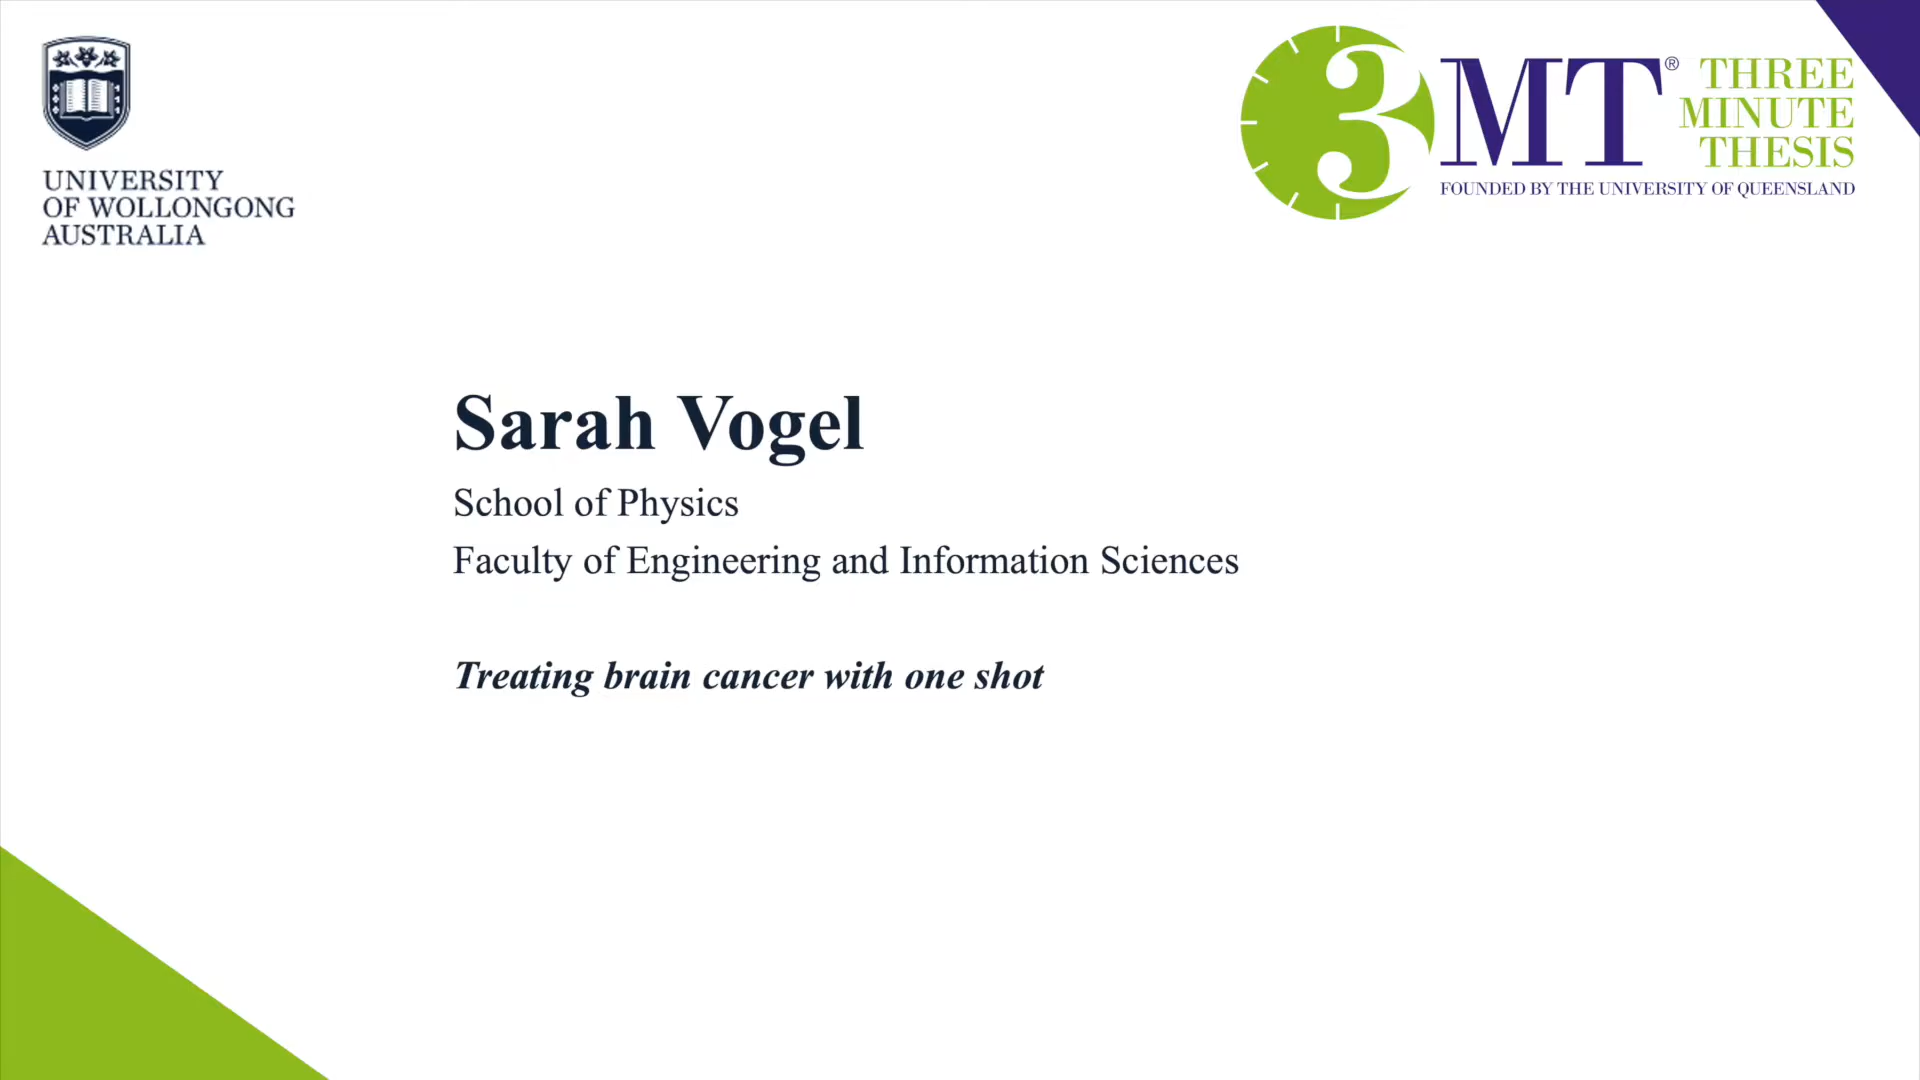 UNIVERSITY
OF WOLLONGONG
AUSTRALIA
3MT® THREE
MINUTE
THESIS
FOUNDED BY THE UNIVERSITY OF QUEENSLAND
Sarah Vogel
School of Physics
Faculty of Engineering and Information Sciences
Treating brain cancer with one shot